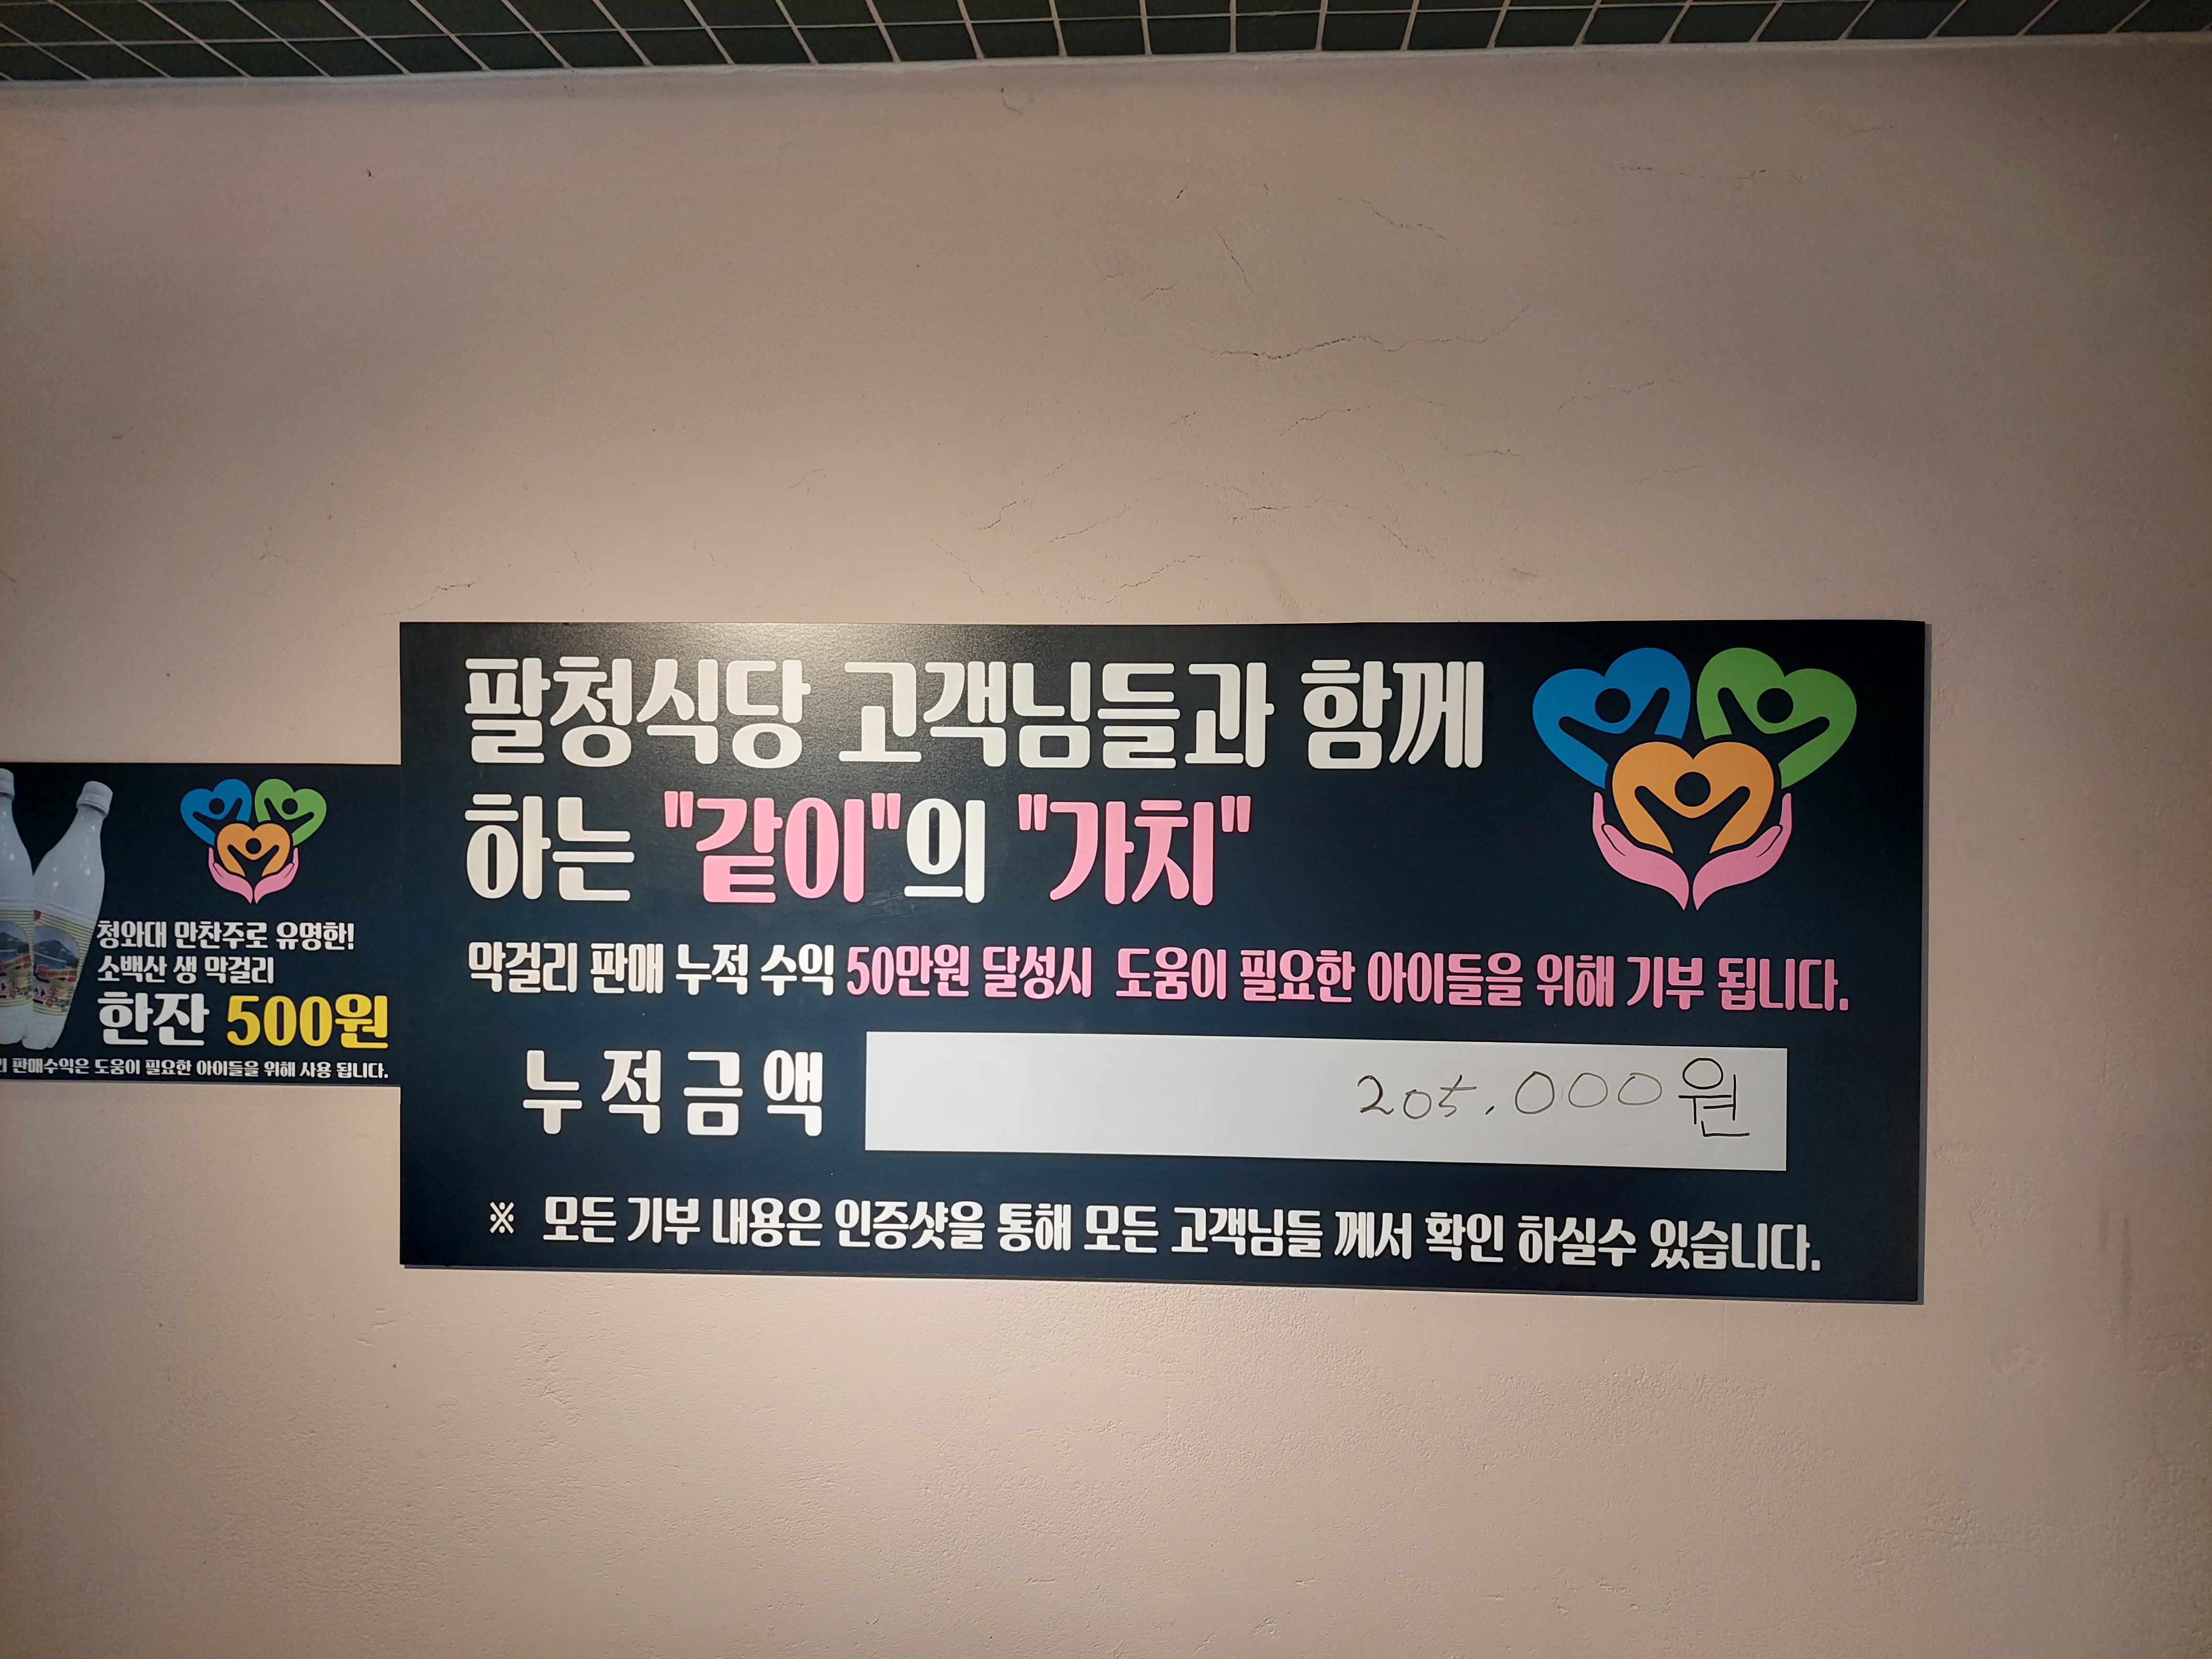 팔청식당 고객님들과 함께
하는 "같이"의 "가치"
막걸리 판매 누적 수익 50만원 달성시 도움이 필요한 아이들을 위해 기부 됩니다.
누적금액
205.000원
※ 모든 기부 내용은 인증샷을 통해 모든 고객님들 께서 확인 하실수 있습니다.
청와대 만찬주로 유명한!
소백산 생 막걸리
한잔 500원
판매수익은 도움이 필요한 아이들을 위해 사용 됩니다.